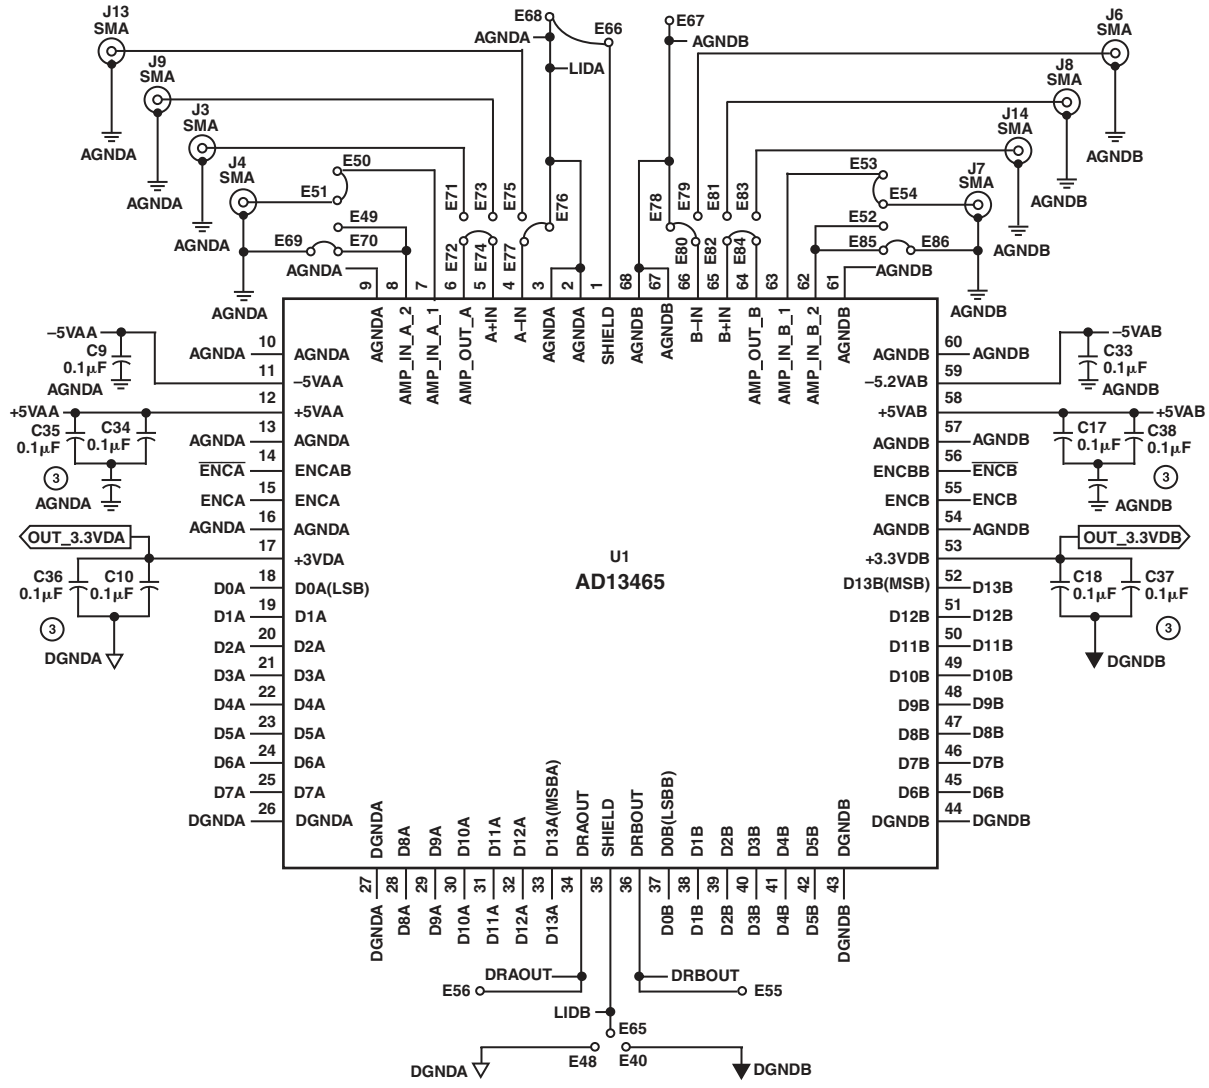 J13
SMA
J9
SMA
J3
SMA
J4
SMA
AGNDA
AGNDA
AGNDA
AGNDA
E68
E66
AGNDA
LIDA
E67
AGNDB
J6
SMA
J8
SMA
J14
SMA
J7
SMA
AGNDB
AGNDB
AGNDB
AGNDB
E50
E51
E49
E69
E70
AGNDA
E71
E73
E75
E76
E72
E74
E77
E78
E79
E81
E83
E80
E82
E84
E53
E54
E52
E85
E86
AGNDB
9
8
7
6
5
4
3
2
1
68
67
66
65
64
63
62
61
AGNDA
AMP_IN_A_2
AMP_IN_A_1
AMP_OUT_A
A+IN
A–IN
AGNDA
AGNDA
SHIELD
AGNDB
AGNDB
B–IN
B+IN
AMP_OUT_B
AMP_IN_B_1
AMP_IN_B_2
AGNDB
–5VAA
C9
0.1μF
AGNDA
+5VAA
C35
0.1μF
C34
0.1μF
3
AGNDA
OUT_3.3VDA
C36
0.1μF
C10
0.1μF
3
DGNDA
AGNDA 10 AGNDA
11 –5VAA
12 +5VAA
AGNDA 13 AGNDA
ENCA 14 ENCAB
ENCA 15 ENCA
AGNDA 16 AGNDA
17 +3VDA
D0A 18 D0A(LSB)
D1A 19 D1A
D2A 20 D2A
D3A 21 D3A
D4A 22 D4A
D5A 23 D5A
D6A 24 D6A
D7A 25 D7A
DGNDA 26 DGNDA
U1
AD13465
AGNDB 60 AGNDB
–5.2VAB 59
+5VAB 58
AGNDB 57 AGNDB
ENCBB 56 ENCB
ENCB 55 ENCB
AGNDB 54 AGNDB
+3.3VDB 53
D13B(MSB) 52 D13B
D12B 51 D12B
D11B 50 D11B
D10B 49 D10B
D9B 48 D9B
D8B 47 D8B
D7B 46 D7B
D6B 45 D6B
DGNDB 44 DGNDB
–5VAB
C33
0.1μF
AGNDB
+5VAB
C17
0.1μF
C38
0.1μF
3
AGNDB
OUT_3.3VDB
C18
0.1μF
C37
0.1μF
3
DGNDB
DGNDA
D8A
D9A
D10A
D11A
D12A
D13A(MSBA)
DRAOUT
SHIELD
DRBOUT
D0B(LSBB)
D1B
D2B
D3B
D4B
D5B
DGNDB
27
28
29
30
31
32
33
34
35
36
37
38
39
40
41
42
43
DGNDA
D8A
D9A
D10A
D11A
D12A
D13A
D0B
D1B
D2B
D3B
D4B
D5B
DGNDB
DRAOUT
E56
DRBOUT
E55
LIDB
E65
E48
E40
DGNDA
DGNDB